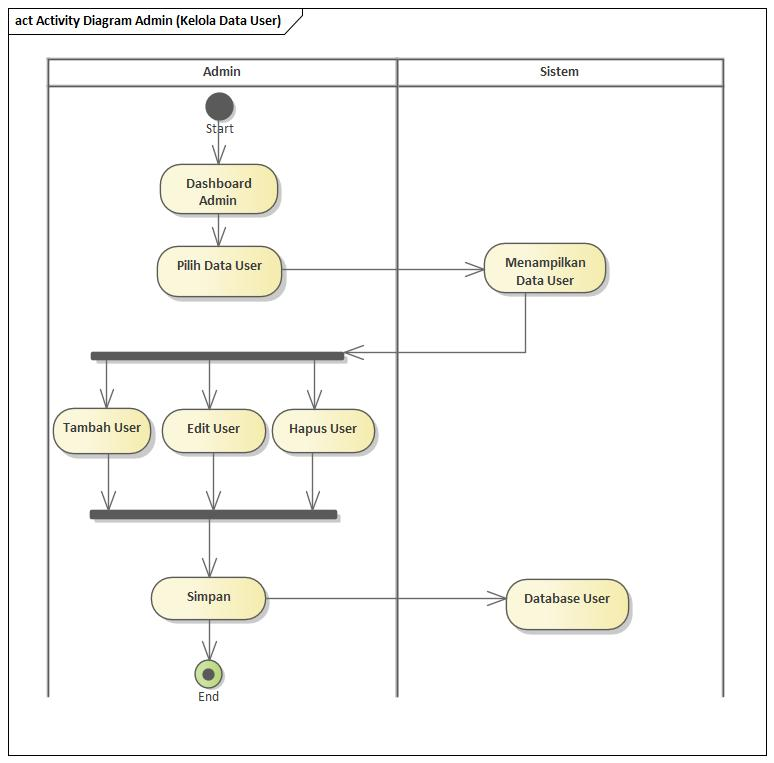 act Activity Diagram Admin (Kelola Data User)
Admin
Sistem
Start
Dashboard
Admin
Pilih Data User
Menampilkan
Data User
Tambah User
Edit User
Hapus User
Simpan
Database User
End